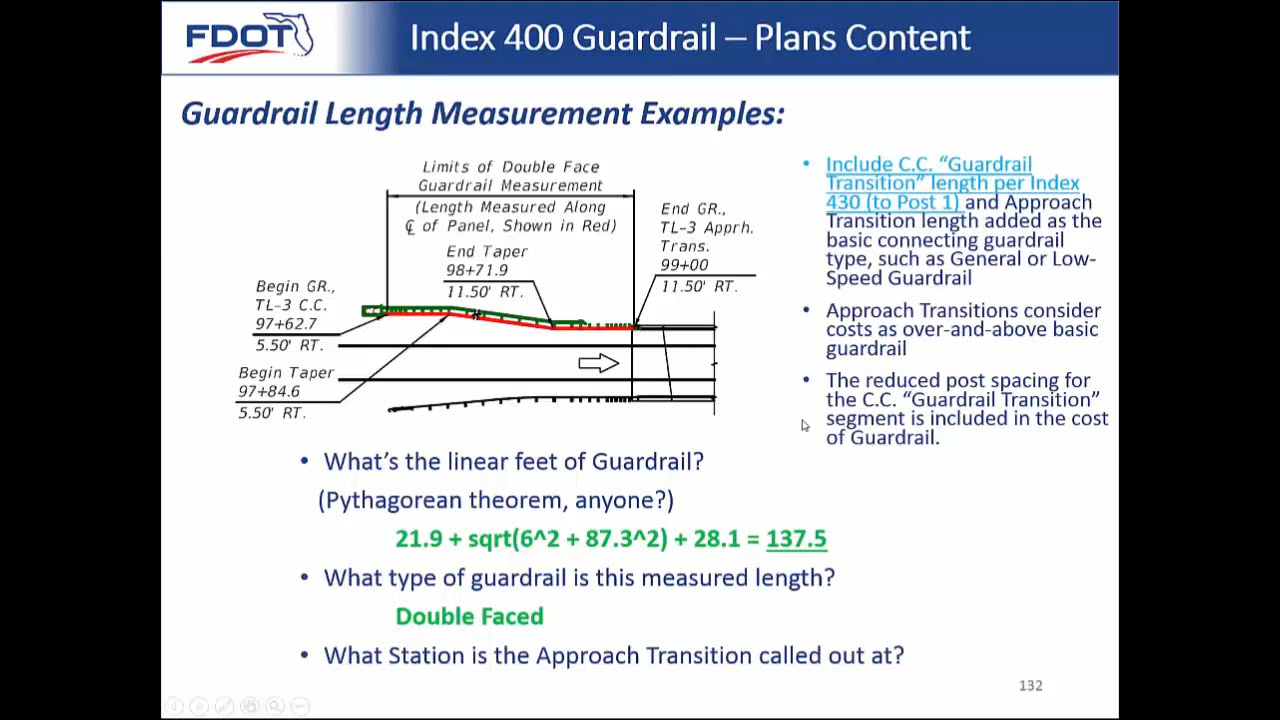 FDOT
Index 400 Guardrail – Plans Content
Guardrail Length Measurement Examples:
Limits of Double Face
Guardrail Measurement
(Length Measured Along
℄ of Panel, Shown in Red)
End Taper
98+71.9
11.50' RT.
End GR.,
TL-3 Apprh.
Trans.
99+00
11.50' RT.
Begin GR.,
TL-3 C.C.
97+62.7
5.50' RT.
Begin Taper
97+84.6
5.50' RT.
• Include C.C. “Guardrail
Transition” length per Index
430 (to Post 1) and Approach
Transition length added as the
basic connecting guardrail
type, such as General or Low-
Speed Guardrail
• Approach Transitions consider
costs as over-and-above basic
guardrail
• The reduced post spacing for
the C.C. “Guardrail Transition”
segment is included in the cost
of Guardrail.
• What’s the linear feet of Guardrail?
(Pythagorean theorem, anyone?)
21.9 + sqrt(6^2 + 87.3^2) + 28.1 = 137.5
• What type of guardrail is this measured length?
Double Faced
• What Station is the Approach Transition called out at?
132